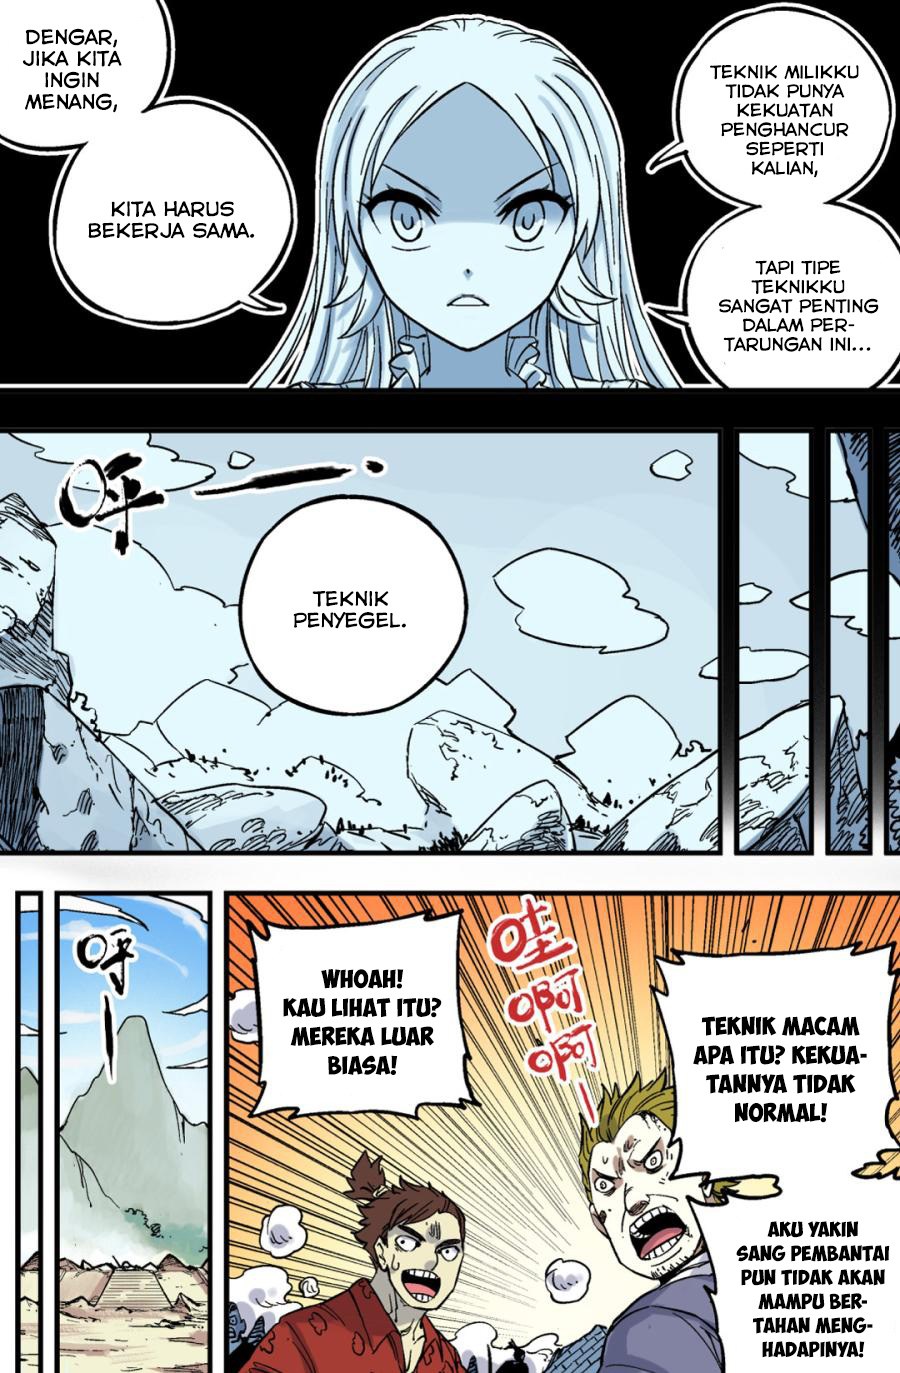 DENGAR,
JIKA KITA
INGIN
MENANG,
KITA HARUS
BEKERJA SAMA.
TEKNIK MILIKKU
TIDAK PUNYA
KEKUATAN
PENGHANCUR
SEPERTI
KALIAN,
TAPI TIPE
TEKNIKKU
SANGAT PENTING
DALAM PER-
TARUNGAN INI...
呼—
TEKNIK
PENYEGEL.
呼—
WHOAH!
KAU LIHAT ITU?
MEREKA LUAR
BIASA!
哇啊啊—
TEKNIK MACAM
APA ITU? KEKUA-
TANNYA TIDAK
NORMAL!
AKU YAKIN
SANG PEMBANTAI
PUN TIDAK AKAN
MAMPU BER-
TAHAN MENG-
HADAPINYA!